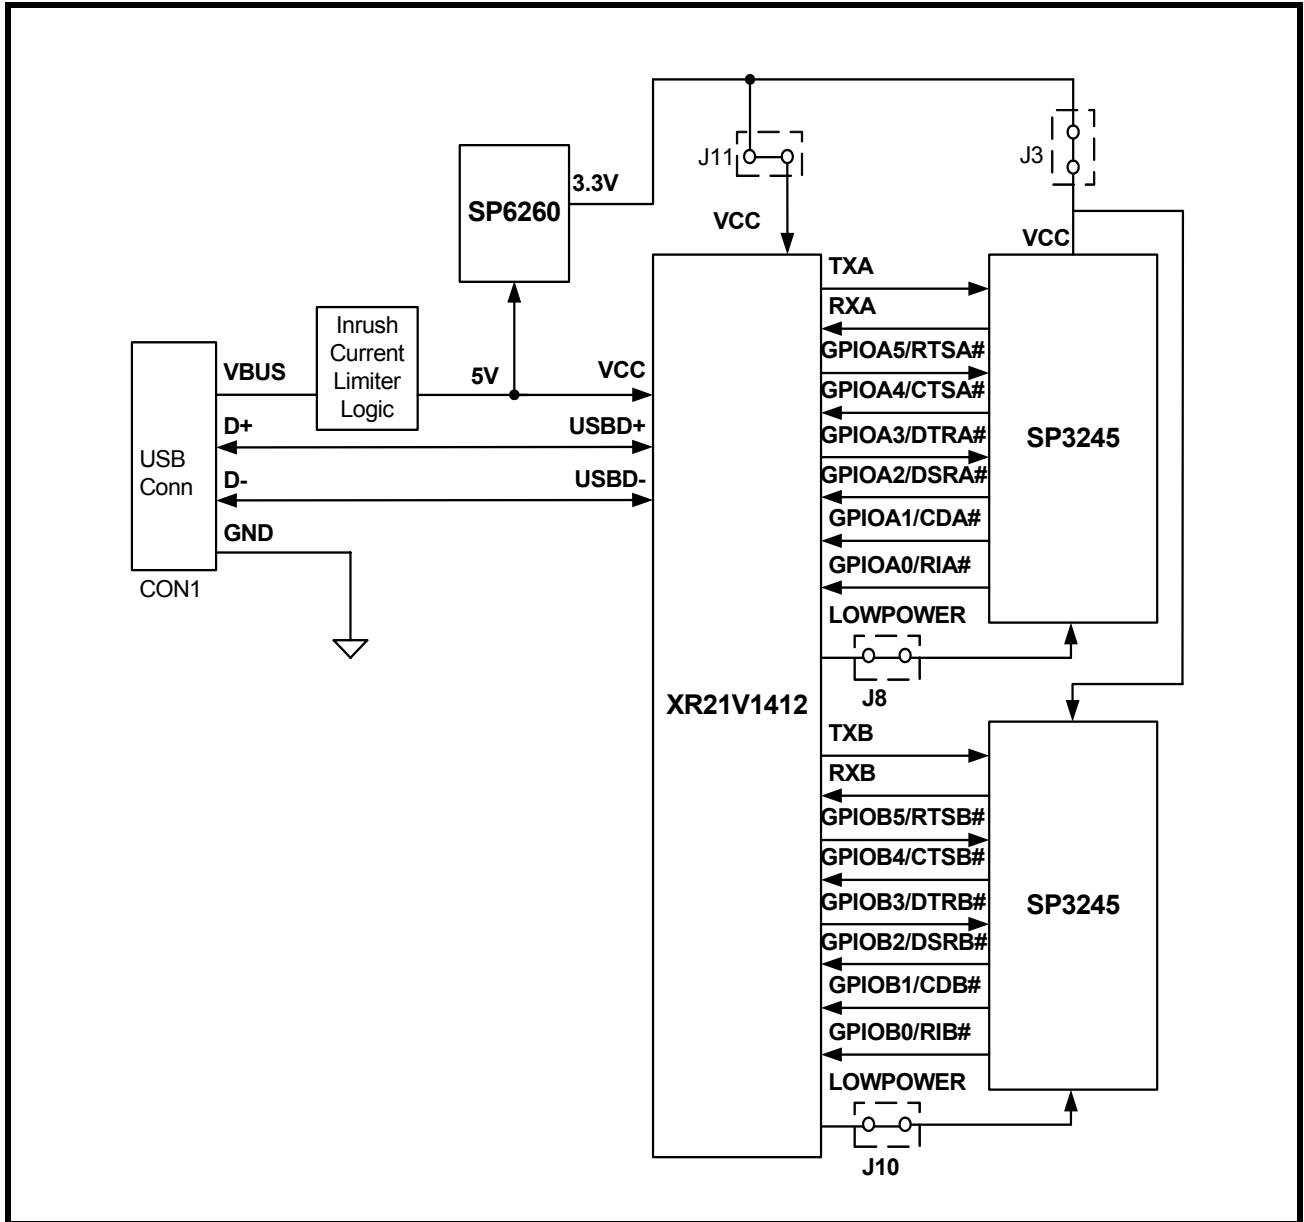 J11
J3
SP6260
3.3V
VCC
VCC
TXA
RXA
GPIOA5/RTSA#
GPIOA4/CTSA#
GPIOA3/DTRA#
GPIOA2/DSRA#
GPIOA1/CDA#
GPIOA0/RIA#
LOWPOWER
J8
SP3245
Inrush
Current
Limiter
Logic
VBUS
5V
VCC
D+
USBD+
USB
Conn
D-
USBD-
GND
CON1
XR21V1412
TXB
RXB
GPIOB5/RTSB#
GPIOB4/CTSB#
GPIOB3/DTRB#
GPIOB2/DSRB#
GPIOB1/CDB#
GPIOB0/RIB#
LOWPOWER
J10
SP3245